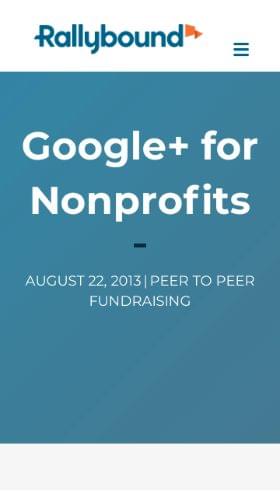 Rallybound
Google+ for
Nonprofits
AUGUST 22, 2013|PEER TO PEER
FUNDRAISING